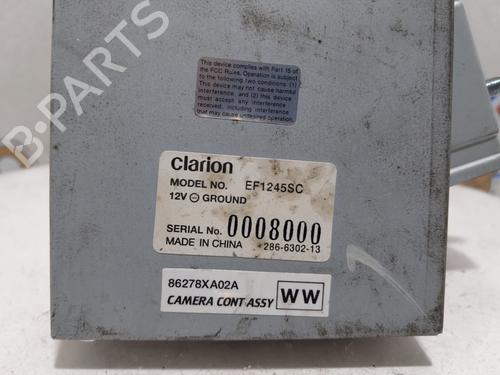 B-PARTS
This device complies with Part 15 of
the FCC Rules. Operation is subject
to the following two conditions: (1)
This device may not cause harmful
interference, and (2) this device
must accept any interference
received, including interference
that may cause undesired operation.
clarion
MODEL NO. EF1245SC
12V ⊖ GROUND
SERIAL No. 0008000
MADE IN CHINA 286-6302-13
86278XA02A
CAMERA CONT ASSY WW